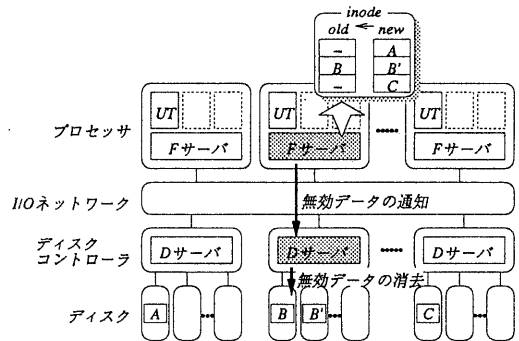 inode
old ← new
− A
B B'
− C
UT UT UT
プロセッサ Fサーバ Fサーバ Fサーバ
I/Oネットワーク 無効データの通知
ディスク
コントローラ Dサーバ Dサーバ Dサーバ
無効データの消去
ディスク A B B' C